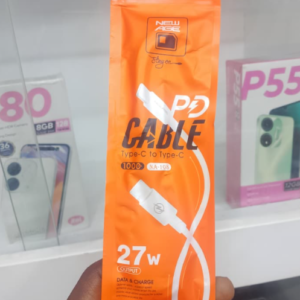 NEW
AGE
PD
CABLE
Type-C to Type-C
80
P55
8GB
27W
DATA & CHARGE